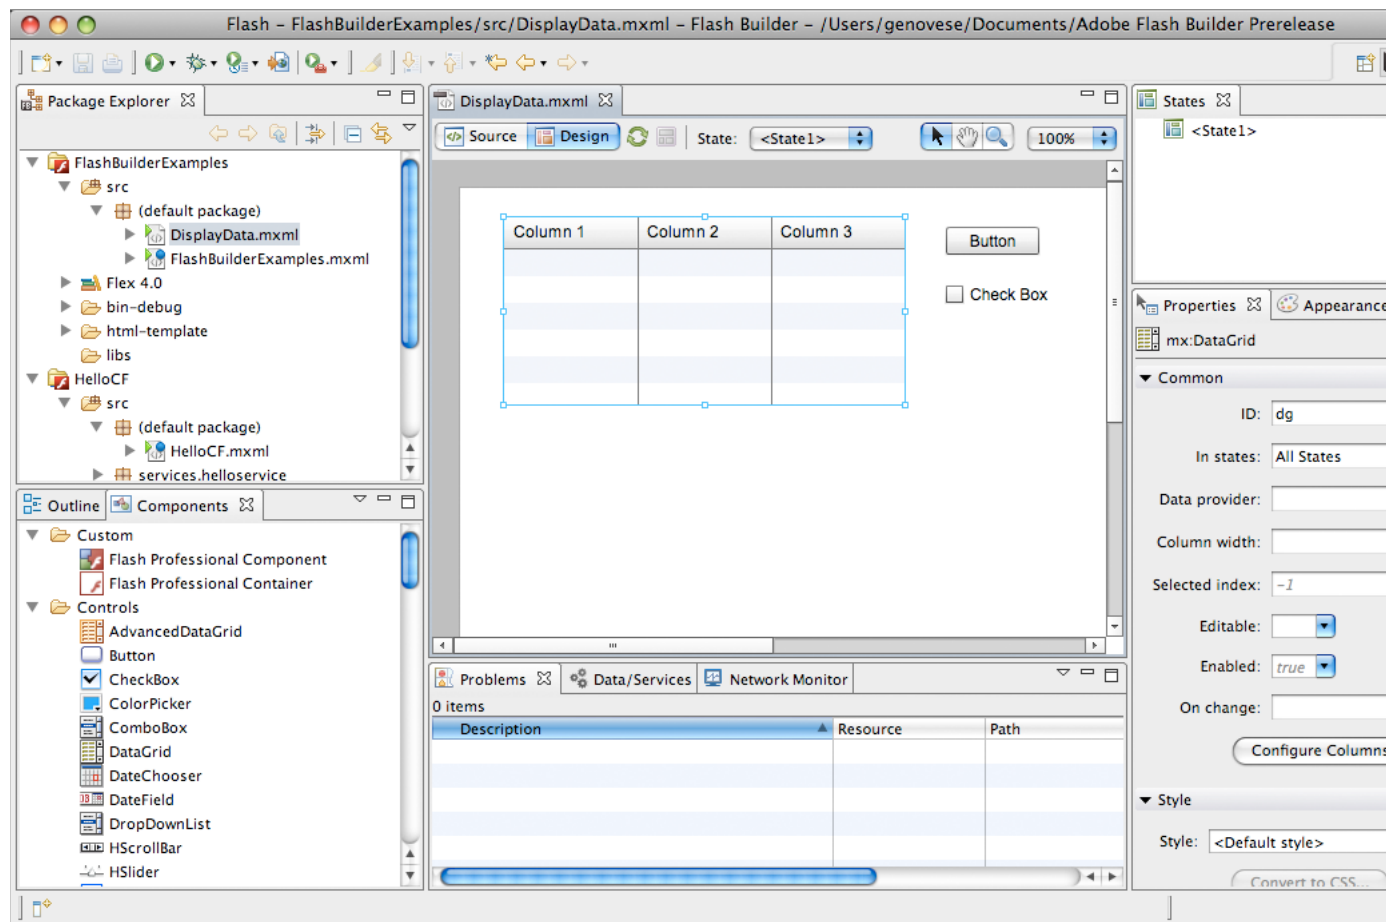 Flash – FlashBuilderExamples/src/DisplayData.mxml – Flash Builder – /Users/genovese/Documents/Adobe Flash Builder Prerelease
Package Explorer
FlashBuilderExamples
src
(default package)
DisplayData.mxml
FlashBuilderExamples.mxml
Flex 4.0
bin-debug
html-template
libs
HelloCF
src
(default package)
HelloCF.mxml
services.helloservice
Outline Components
Custom
Flash Professional Component
Flash Professional Container
Controls
AdvancedDataGrid
Button
CheckBox
ColorPicker
ComboBox
DataGrid
DateChooser
DateField
DropDownList
HScrollBar
HSlider
DisplayData.mxml
Source Design State: <State1> 100%
Column 1 Column 2 Column 3
Button
Check Box
Problems Data/Services Network Monitor
0 items
Description Resource Path
States
<State1>
Properties Appearance
mx:DataGrid
Common
ID: dg
In states: All States
Data provider:
Column width:
Selected index: -1
Editable:
Enabled: true
On change:
Configure Columns
Style
Style: <Default style>
Convert to CSS...